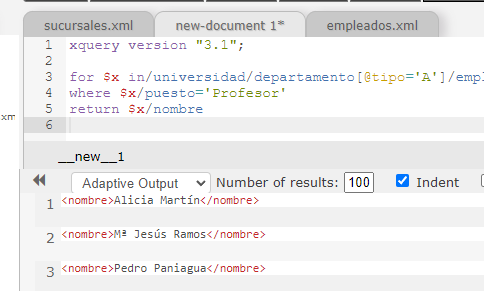 sucursales.xml new-document 1* empleados.xml
1 xquery version "3.1";
2
3 for $x in/universidad/departamento[@tipo='A']/empl
4 where $x/puesto='Profesor'
5 return $x/nombre
6
xm
__new__1
Adaptive Output Number of results: 100 Indent
1 <nombre>Alicia Martín</nombre>
2 <nombre>Mª Jesús Ramos</nombre>
3 <nombre>Pedro Paniagua</nombre>